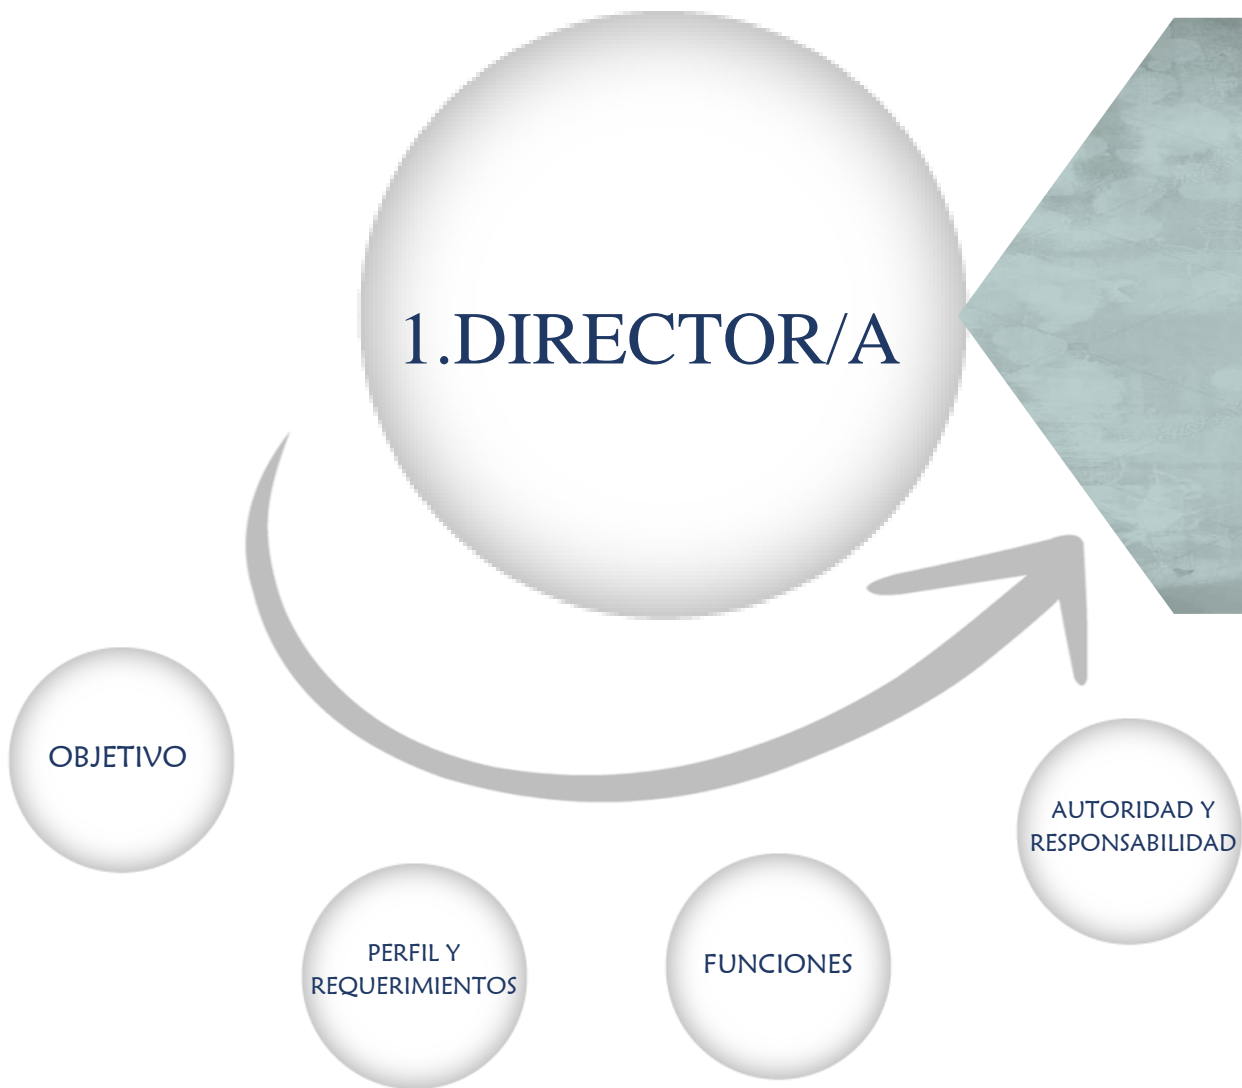 1.DIRECTOR/A
OBJETIVO
PERFIL Y
REQUERIMIENTOS
FUNCIONES
AUTORIDAD Y
RESPONSABILIDAD